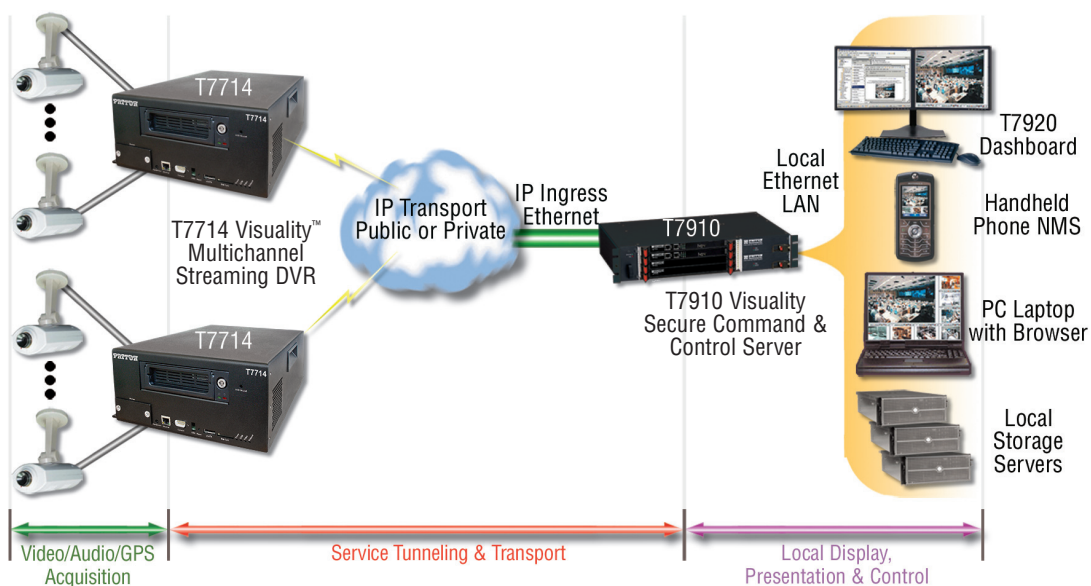 T7714
PATTON
T7714
T7714 Visuality™
Multichannel
Streaming DVR
T7714
PATTON
T7714
IP Transport
Public or Private
IP Ingress
Ethernet
T7910
T7910 Visuality
Secure Command &
Control Server
Local
Ethernet
LAN
T7920
Dashboard
Handheld
Phone NMS
PC Laptop
with Browser
Local
Storage
Servers
Video/Audio/GPS
Acquisition
Service Tunneling & Transport
Local Display,
Presentation & Control